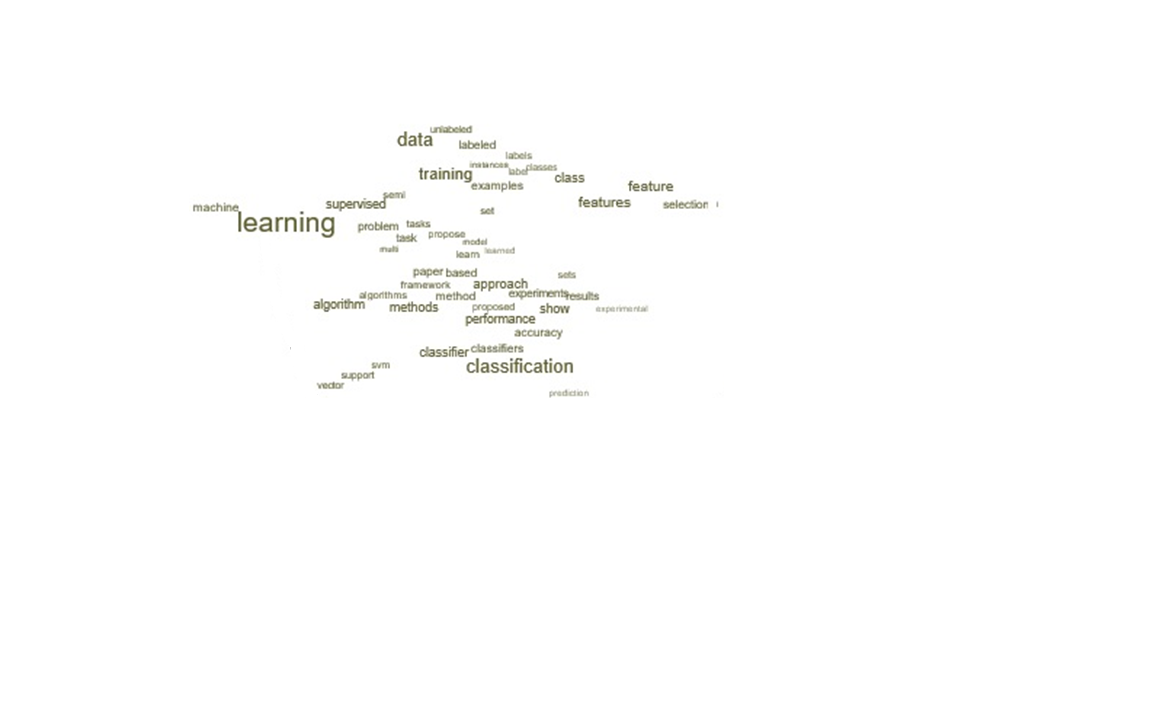 unlabeled
data
labeled
labels
instances
classes
label
training
class
examples
feature
semi
supervised
features
selection
machine
set
learning
problem
tasks
propose
task
model
multi
learn
learned
paper
based
sets
framework
approach
algorithms
method
experiments
results
algorithm
methods
proposed
show
experimental
performance
accuracy
classifier
classifiers
svm
classification
support
vector
prediction